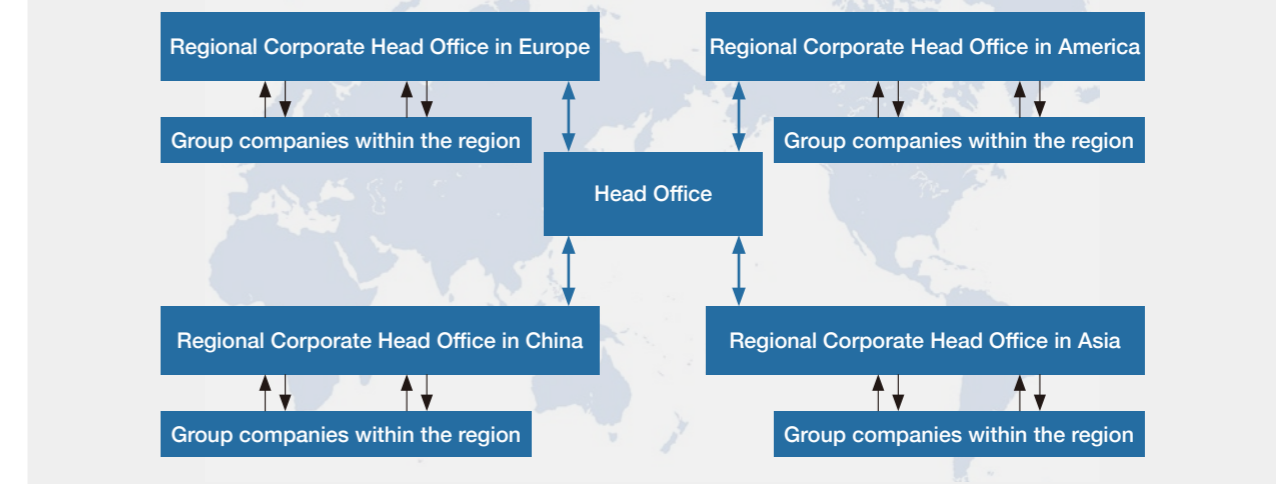 Regional Corporate Head Office in Europe
Regional Corporate Head Office in America
Group companies within the region
Group companies within the region
Head Office
Regional Corporate Head Office in China
Regional Corporate Head Office in Asia
Group companies within the region
Group companies within the region